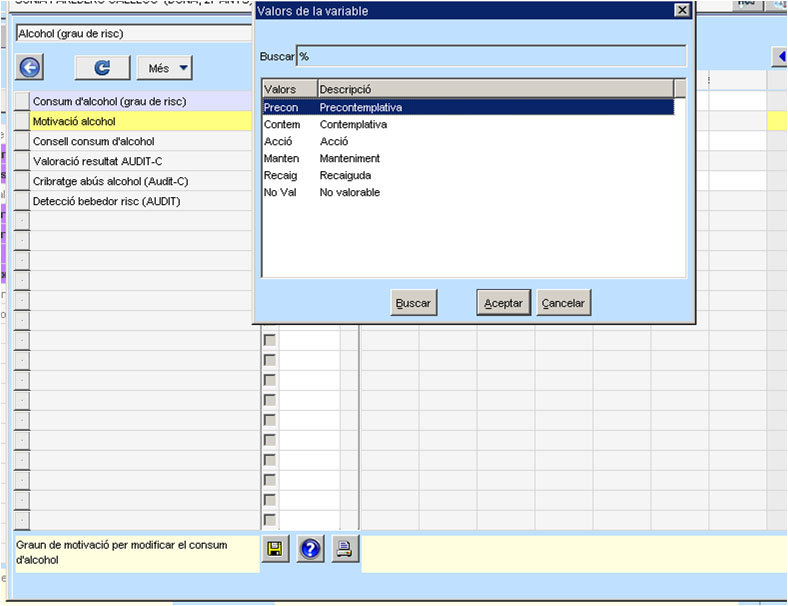 Valors de la variable
Alcohol (grau de risc)
Més
Buscar %
Valors Descripció
Precon Precontemplativa
Contem Contemplativa
Acció Acció
Manten Manteniment
Recaig Recaiguda
No Val No valorable
Buscar Aceptar Cancelar
Consum d'alcohol (grau de risc)
Motivació alcohol
Consell consum d'alcohol
Valoració resultat AUDIT-C
Cribratge abús alcohol (Audit-C)
Detecció bebedor risc (AUDIT)
Graun de motivació per modificar el consum
d'alcohol